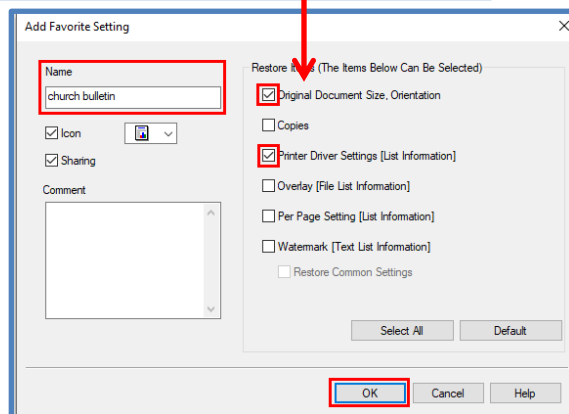 Add Favorite Setting
Name
church bulletin
Icon
Sharing
Comment
Restore Items (The Items Below Can Be Selected)
Original Document Size, Orientation
Copies
Printer Driver Settings [List Information]
Overlay [File List Information]
Per Page Setting [List Information]
Watermark [Text List Information]
Restore Common Settings
Select All
Default
OK
Cancel
Help